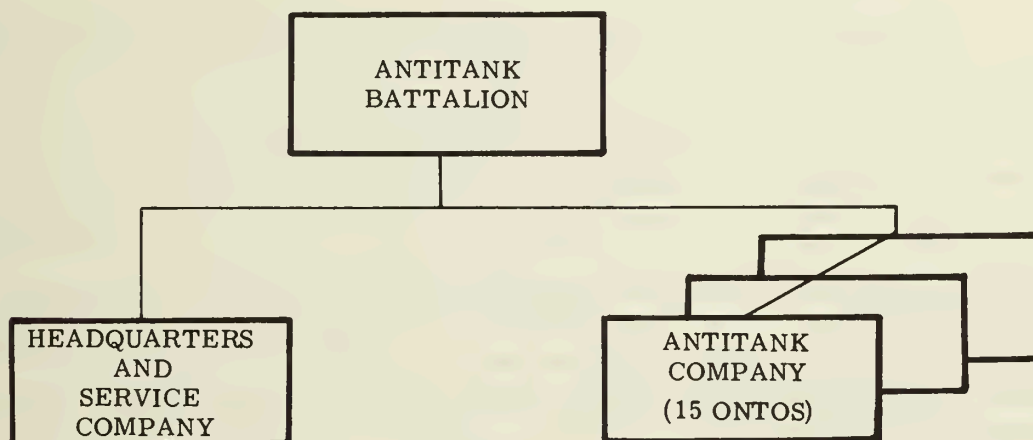 ANTITANK
BATTALION
HEADQUARTERS
AND
SERVICE
COMPANY
ANTITANK
COMPANY
(15 ONTOS)